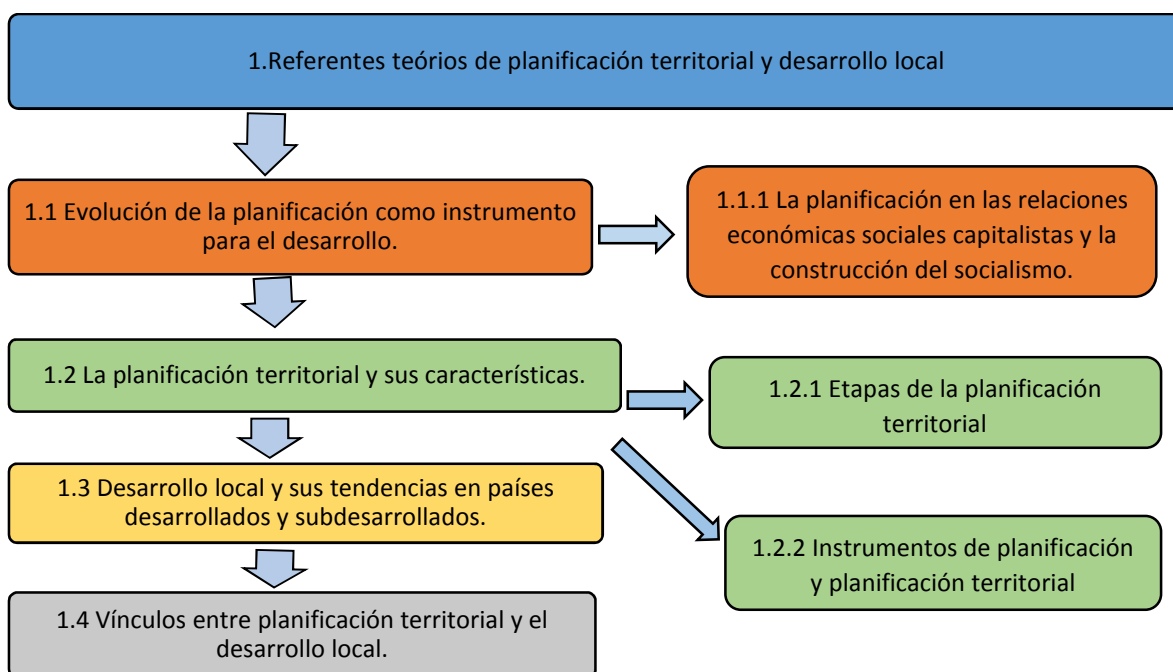 1.Referentes teórios de planificación territorial y desarrollo local
1.1 Evolución de la planificación como instrumento
para el desarrollo.
1.1.1 La planificación en las relaciones
económicas sociales capitalistas y la
construcción del socialismo.
1.2 La planificación territorial y sus características.
1.2.1 Etapas de la planificación
territorial
1.3 Desarrollo local y sus tendencias en países
desarrollados y subdesarrollados.
1.2.2 Instrumentos de planificación
y planificación territorial
1.4 Vínculos entre planificación territorial y el
desarrollo local.